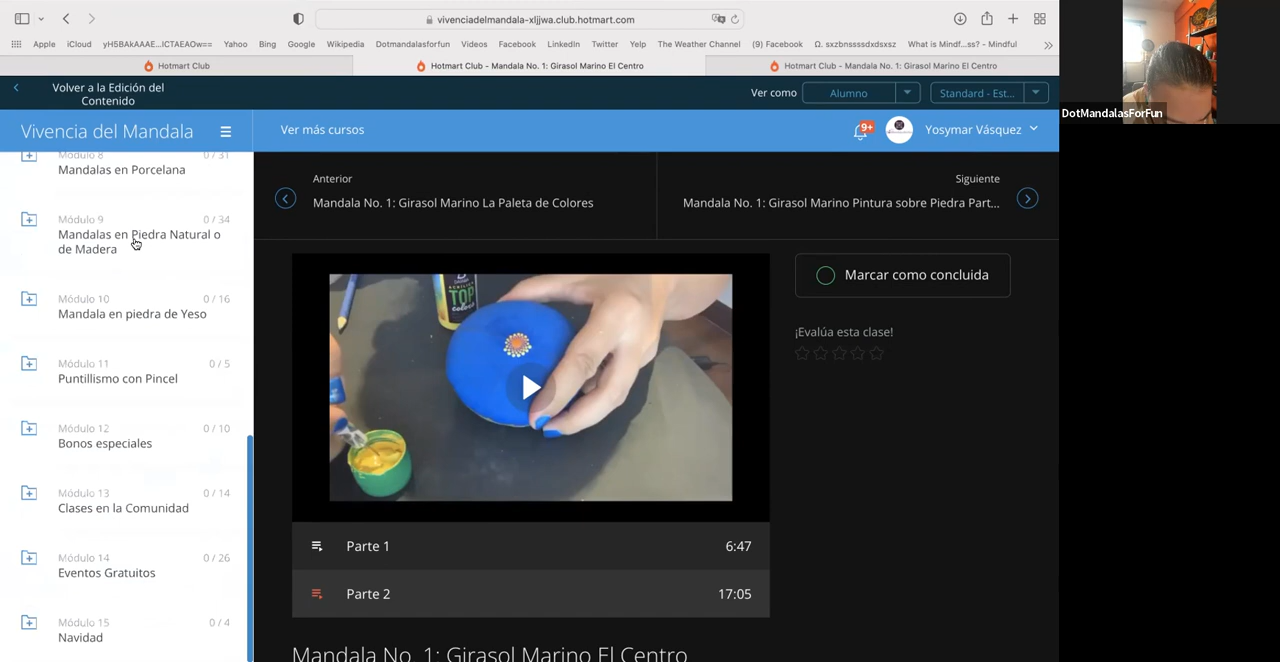 vivenciadelmandala-xljjwa.club.hotmart.com
Apple iCloud yH5BAkAAAE...ICTAEAOw== Yahoo Bing Google Wikipedia Dotmandalasforfun Videos Facebook LinkedIn Twitter Yelp The Weather Channel (9) Facebook Ω. sxzbnssssdxdsxsz What is Mindf...ss? - Mindful
Hotmart Club
Hotmart Club - Mandala No. 1: Girasol Marino El Centro
Hotmart Club - Mandala No. 1: Girasol Marino El Centro
DotMandalasForFun
Volver a la Edición del
Contenido
Ver como
Alumno
Standard - Est...
Vivencia del Mandala
Ver más cursos
9+
Yosymar Vásquez
Módulo 8 0 / 31
Mandalas en Porcelana
Módulo 9 0 / 34
Mandalas en Piedra Natural o
de Madera
Módulo 10 0 / 16
Mandala en piedra de Yeso
Módulo 11 0 / 5
Puntillismo con Pincel
Módulo 12 0 / 10
Bonos especiales
Módulo 13 0 / 14
Clases en la Comunidad
Módulo 14 0 / 26
Eventos Gratuitos
Módulo 15 0 / 4
Navidad
Anterior
Mandala No. 1: Girasol Marino La Paleta de Colores
Siguiente
Mandala No. 1: Girasol Marino Pintura sobre Piedra Part...
TOP
Marcar como concluida
¡Evalúa esta clase!
Parte 1 6:47
Parte 2 17:05
Mandala No. 1: Girasol Marino El Centro